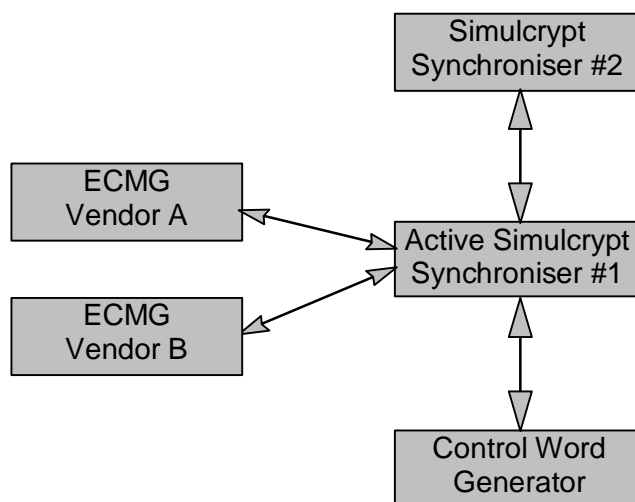 Simulcrypt
Synchroniser #2
ECMG
Vendor A
Active Simulcrypt
Synchroniser #1
ECMG
Vendor B
Control Word
Generator